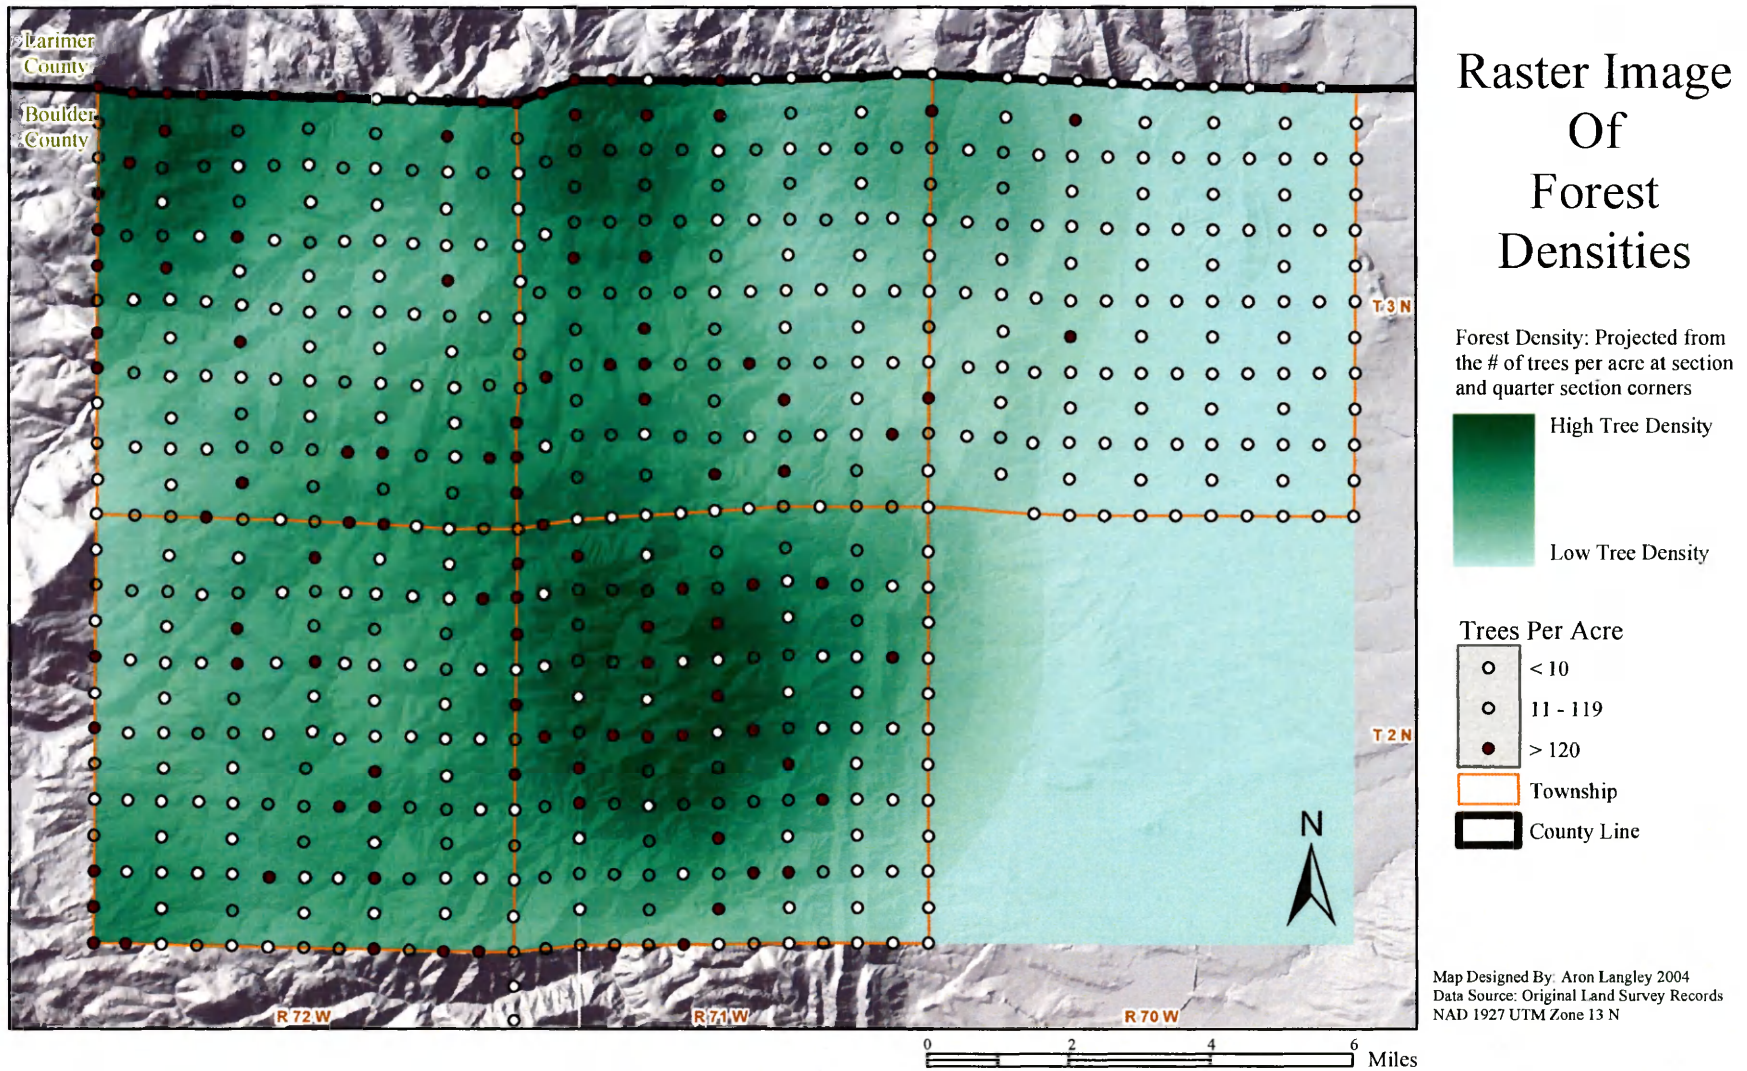 Larimer
County
Boulder
County
T 3 N
T 2 N
R 72 W
R 71 W
R 70 W
N
0 2 4 6
Miles
Raster Image
Of
Forest
Densities
Forest Density: Projected from
the # of trees per acre at section
and quarter section corners
High Tree Density
Low Tree Density
Trees Per Acre
< 10
11 - 119
> 120
Township
County Line
Map Designed By: Aron Langley 2004
Data Source: Original Land Survey Records
NAD 1927 UTM Zone 13 N